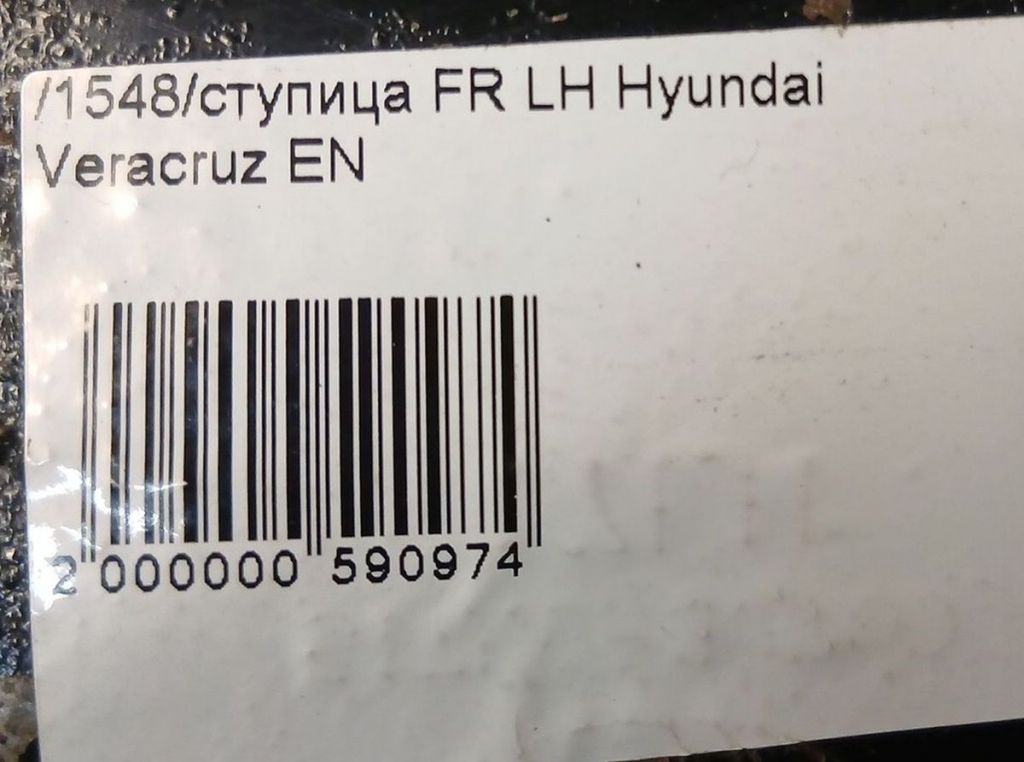 /1548/ступица FR LH Hyundai
Veracruz EN
2 000000 590974